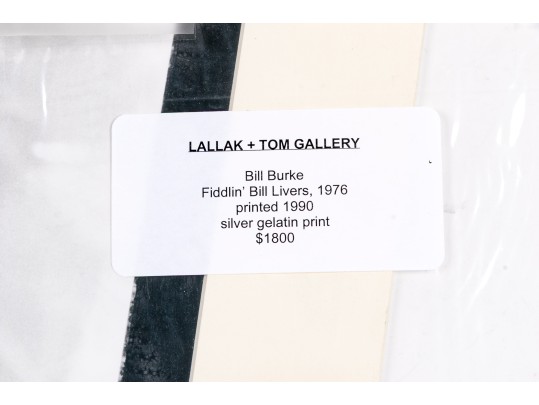 LALLAK + TOM GALLERY
Bill Burke
Fiddlin' Bill Livers, 1976
printed 1990
silver gelatin print
$1800